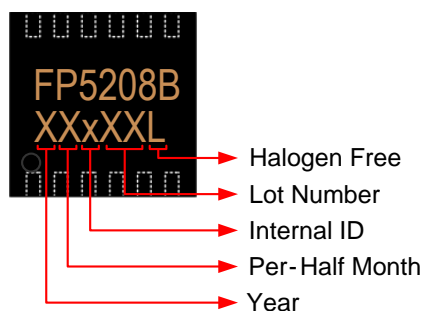 FP5208B
XXxXXL
Halogen Free
Lot Number
Internal ID
Per-Half Month
Year